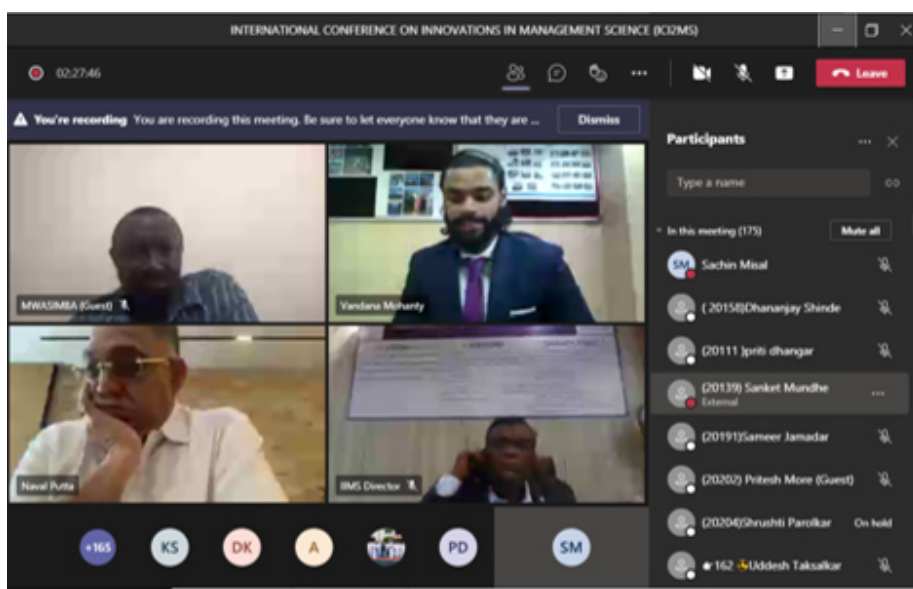 INTERNATIONAL CONFERENCE ON INNOVATIONS IN MANAGEMENT SCIENCE (ICI2MS)
02:27:46
Leave
You're recording You are recording this meeting. Be sure to let everyone know that they are ...
Dismiss
Participants
Type a name
In this meeting (175)
Mute all
SM Sachin Misal
( 20158)Dhananjay Shinde
(20111 )priti dhangar
(20139) Sanket Mundhe
External
(20191)Sameer Jamadar
(20202) Pritesh More (Guest)
(20204)Shrushti Parolkar On hold
162 Uddesh Taksalkar
MWASIMBA (Guest)
Vandana Mohanty
Naval Putta
IIMS Director
+165
KS
DK
A
PD
SM